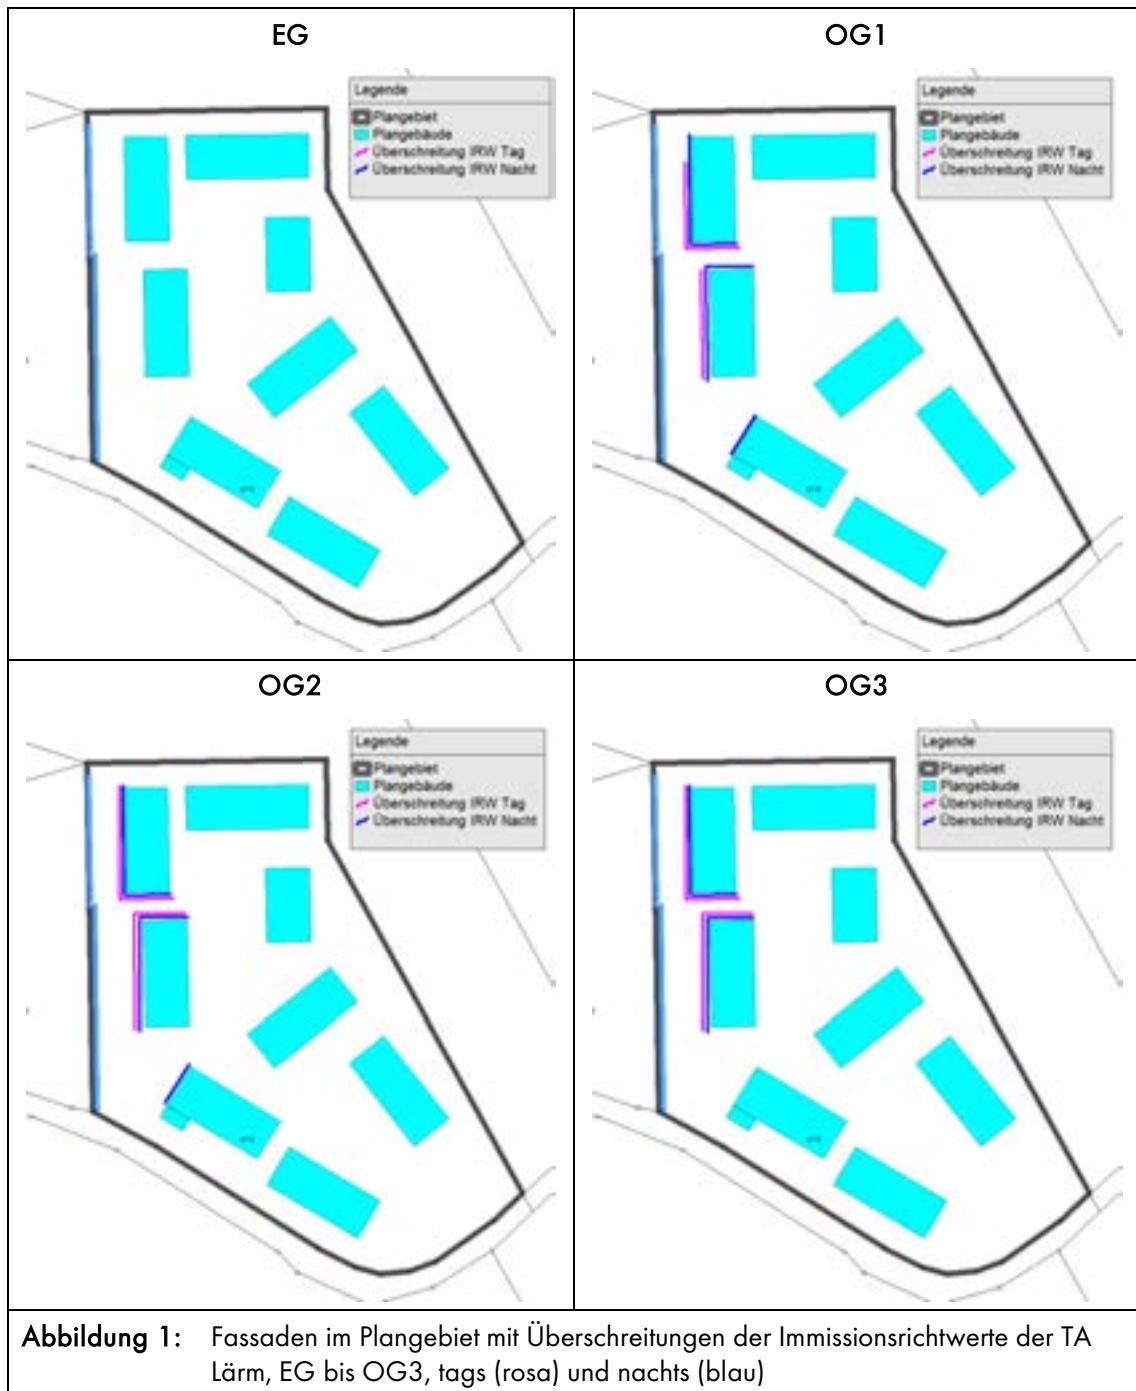 EG
Legende
Plangebiet
Plangebäude
Überschreitung IRW Tag
Überschreitung IRW Nacht
OG1
Legende
Plangebiet
Plangebäude
Überschreitung IRW Tag
Überschreitung IRW Nacht
OG2
Legende
Plangebiet
Plangebäude
Überschreitung IRW Tag
Überschreitung IRW Nacht
OG3
Legende
Plangebiet
Plangebäude
Überschreitung IRW Tag
Überschreitung IRW Nacht
Abbildung 1: Fassaden im Plangebiet mit Überschreitungen der Immissionsrichtwerte der TA
Lärm, EG bis OG3, tags (rosa) und nachts (blau)